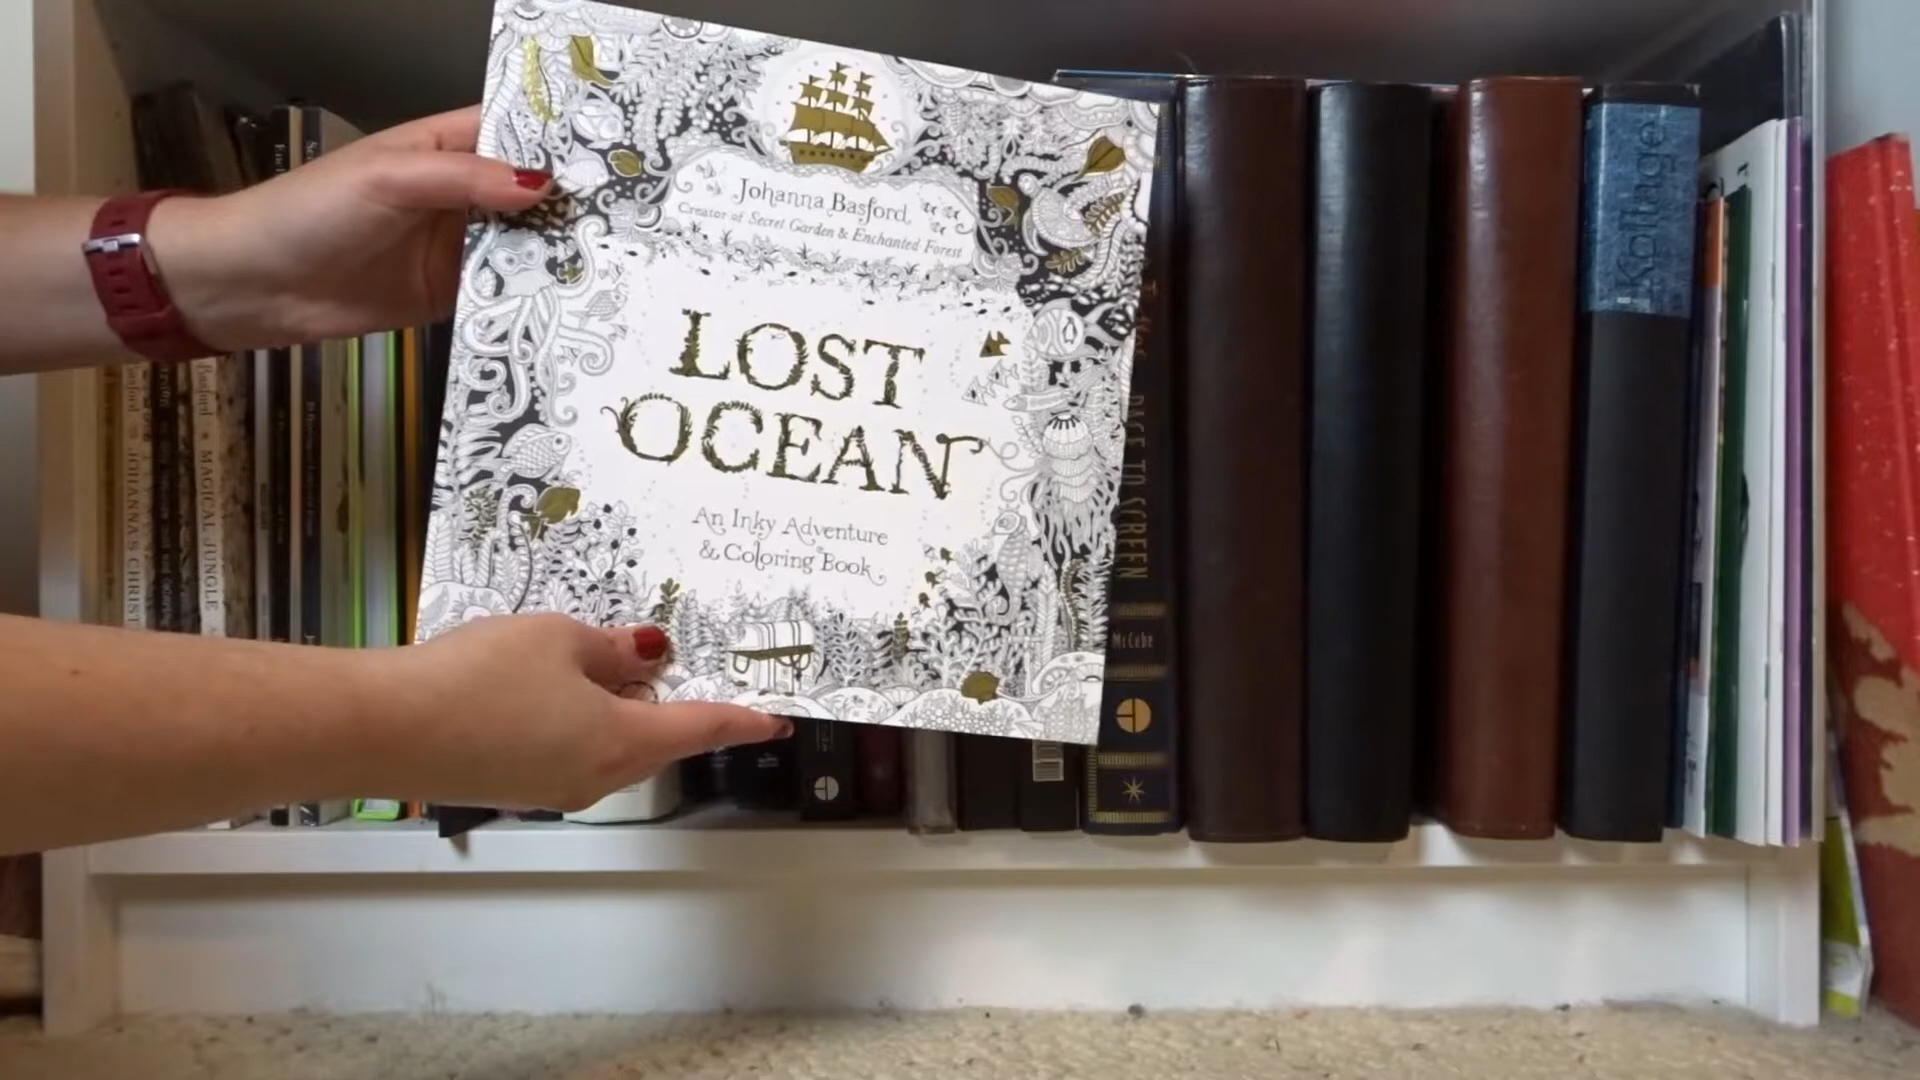 Johanna Basford
Creator of Secret Garden & Enchanted Forest
LOST
OCEAN
An Inky Adventure
& Coloring Book
Kollage
PAGE TO SCREEN
McCabe
Basford ★ MAGICAL JUNGLE
JOHANNA'S CHRIST